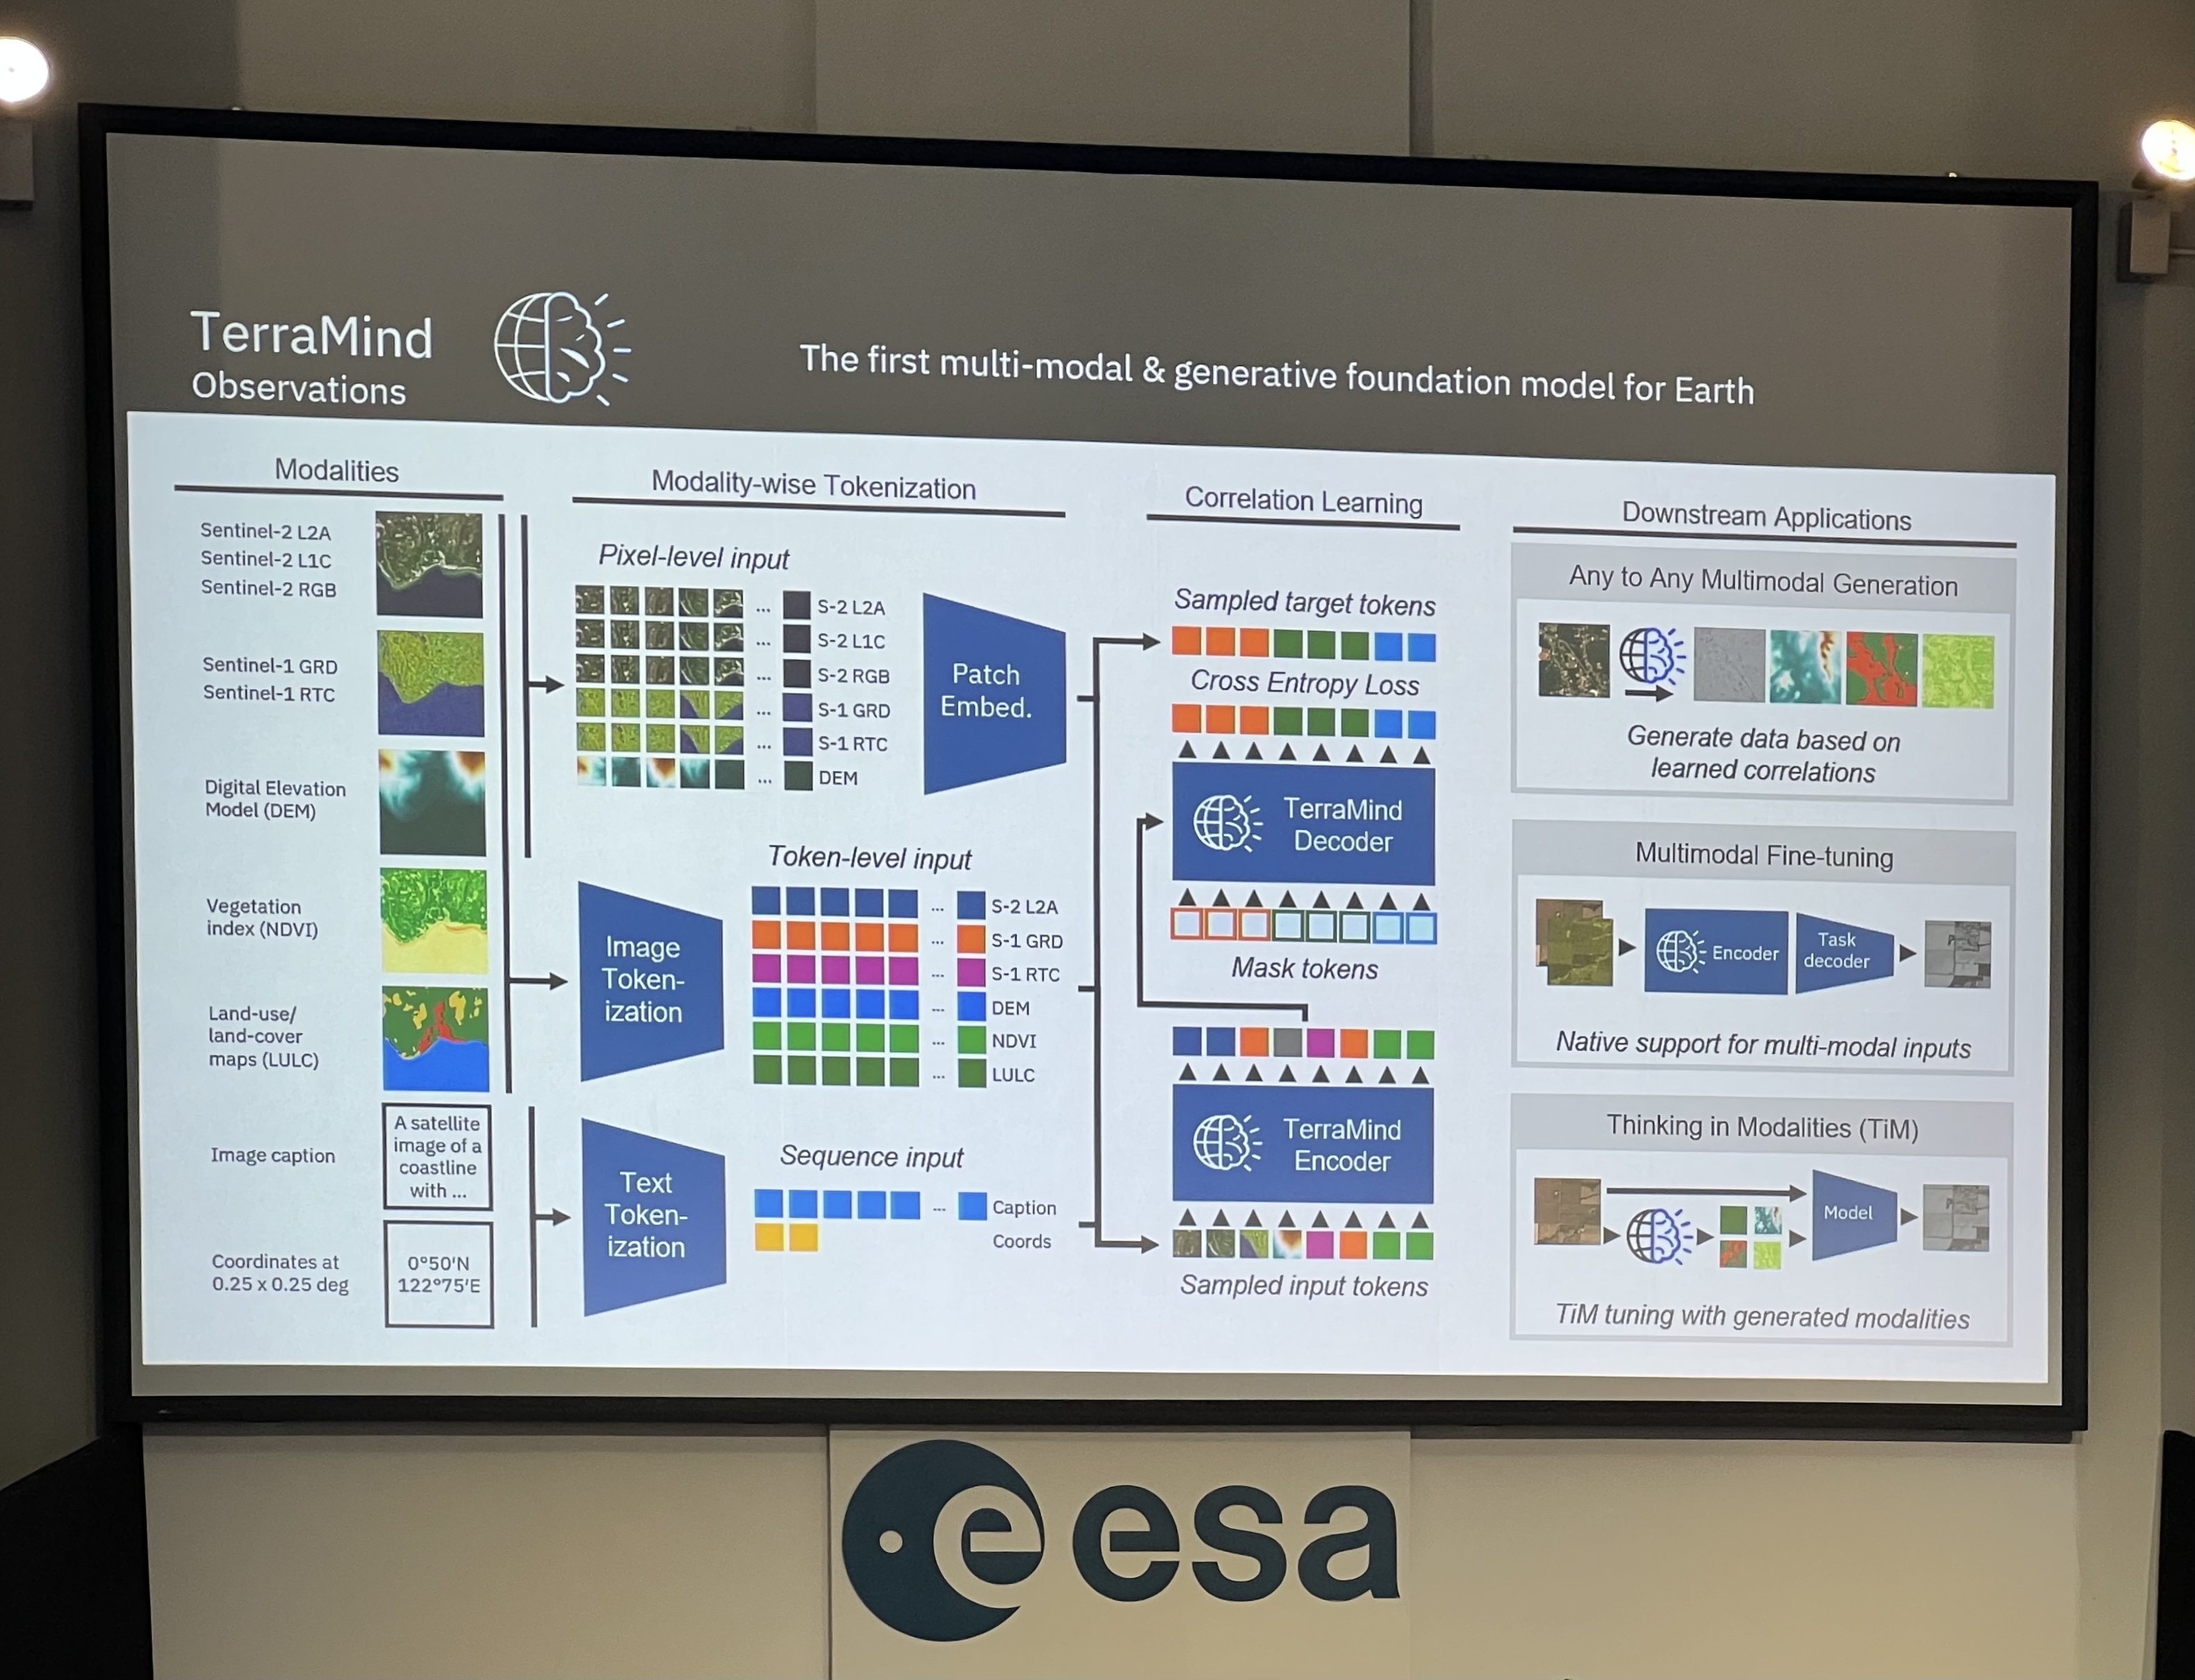 TerraMind
Observations
The first multi-modal & generative foundation model for Earth
Modalities
Sentinel-2 L2A
Sentinel-2 L1C
Sentinel-2 RGB
Sentinel-1 GRD
Sentinel-1 RTC
Digital Elevation
Model (DEM)
Vegetation
index (NDVI)
Land-use/
land-cover
maps (LULC)
Image caption
A satellite
image of a
coastline
with ...
Coordinates at
0.25 x 0.25 deg
0°50'N
122°75'E
Modality-wise Tokenization
Pixel-level input
... S-2 L2A
... S-2 L1C
... S-2 RGB
... S-1 GRD
... S-1 RTC
... DEM
Patch
Embed.
Token-level input
Image
Token-
ization
... S-2 L2A
... S-1 GRD
... S-1 RTC
... DEM
... NDVI
... LULC
Text
Token-
ization
Sequence input
... Caption
Coords
Correlation Learning
Sampled target tokens
Cross Entropy Loss
TerraMind
Decoder
Mask tokens
TerraMind
Encoder
Sampled input tokens
Downstream Applications
Any to Any Multimodal Generation
Generate data based on
learned correlations
Multimodal Fine-tuning
Encoder
Task
decoder
Native support for multi-modal inputs
Thinking in Modalities (TiM)
Model
TiM tuning with generated modalities
esa